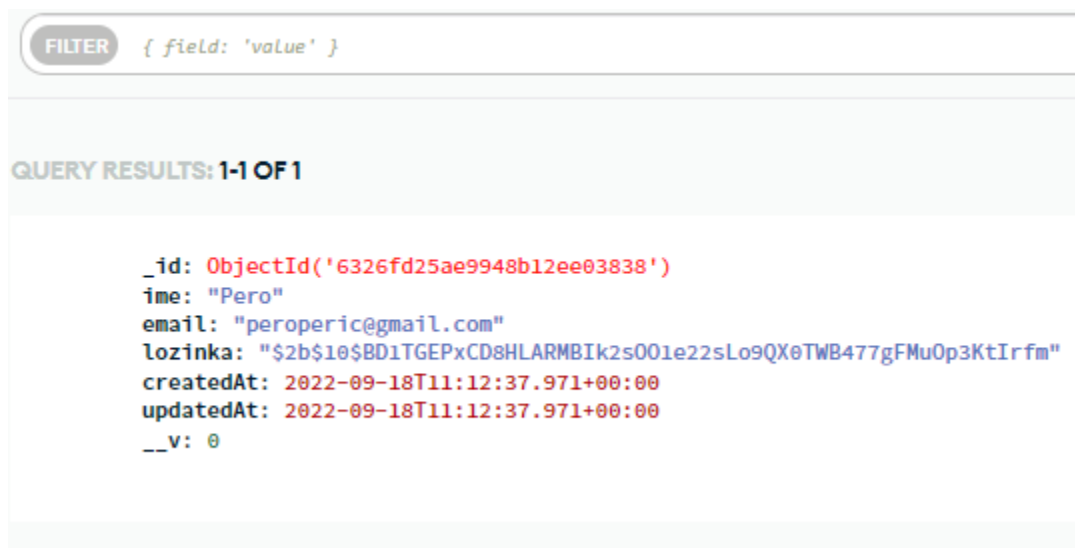 FILTER { field: 'value' }
QUERY RESULTS: 1-1 OF 1
_id: ObjectId('6326fd25ae9948b12ee03838')
ime: "Pero"
email: "peroperic@gmail.com"
lozinka: "$2b$10$BD1TGEPxCD8HLARMBIk2sOO1e22sLo9QX0TWB477gFMuOp3KtIrfm"
createdAt: 2022-09-18T11:12:37.971+00:00
updatedAt: 2022-09-18T11:12:37.971+00:00
__v: 0